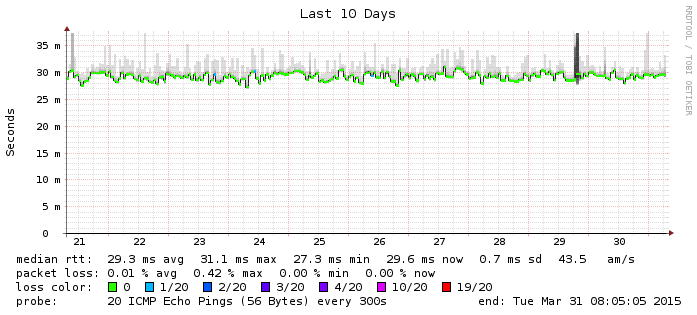 Last 10 Days
RRDTOOL / TOBI OETIKER
Seconds
35 m
30 m
25 m
20 m
15 m
10 m
5 m
0
21 22 23 24 25 26 27 28 29 30
median rtt: 29.3 ms avg 31.1 ms max 27.3 ms min 29.6 ms now 0.7 ms sd 43.5 am/s
packet loss: 0.01 % avg 0.42 % max 0.00 % min 0.00 % now
loss color: 0 1/20 2/20 3/20 4/20 10/20 19/20
probe: 20 ICMP Echo Pings (56 Bytes) every 300s end: Tue Mar 31 08:05:05 2015